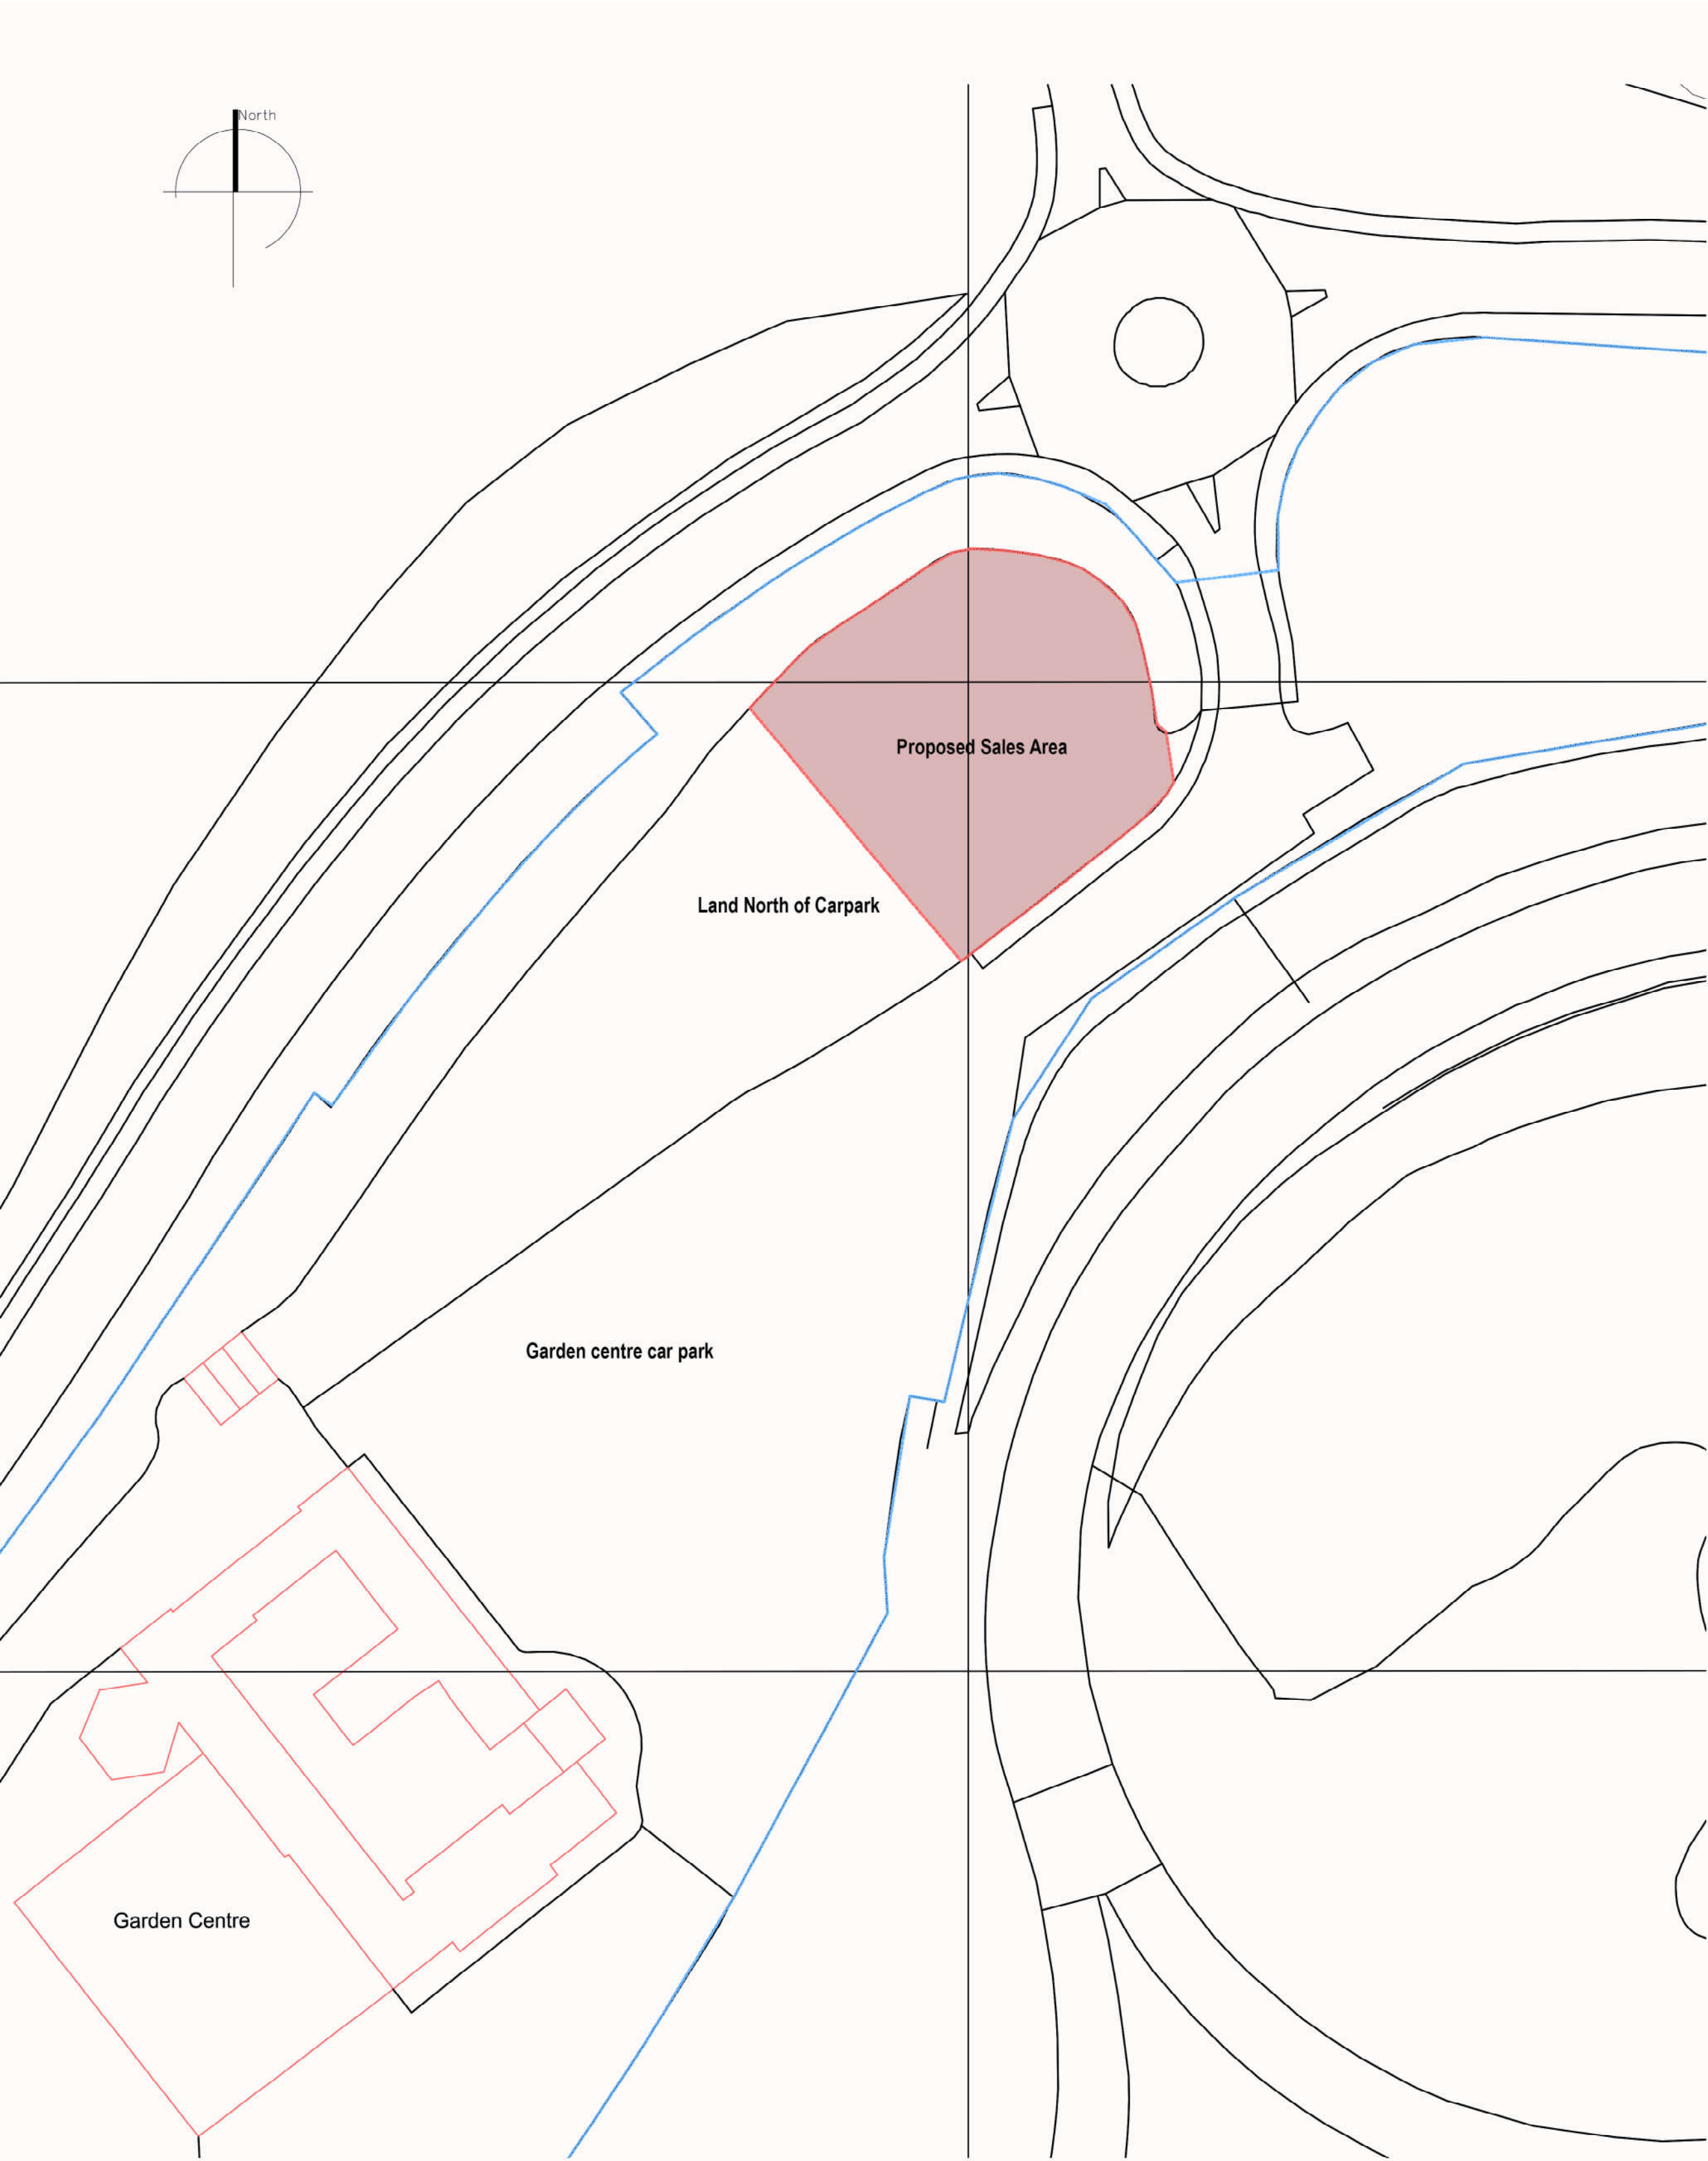 North
Proposed Sales Area
Land North of Carpark
Garden centre car park
Garden Centre